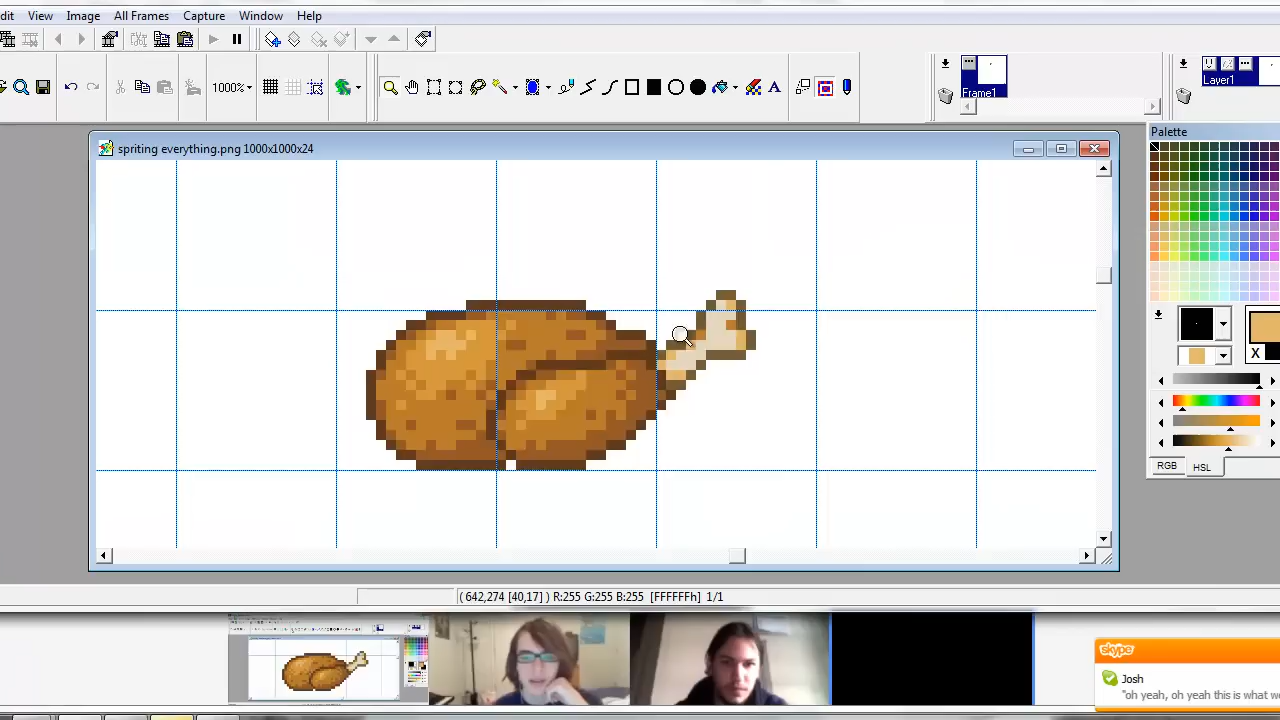 dit View Image All Frames Capture Window Help
1000%
Frame1
Layer1
spriting everything.png 1000x1000x24
Palette
X
RGB HSL
( 642,274 [40,17] ) R:255 G:255 B:255 [FFFFFFh] 1/1
skype
Josh
"oh yeah, oh yeah this is what w